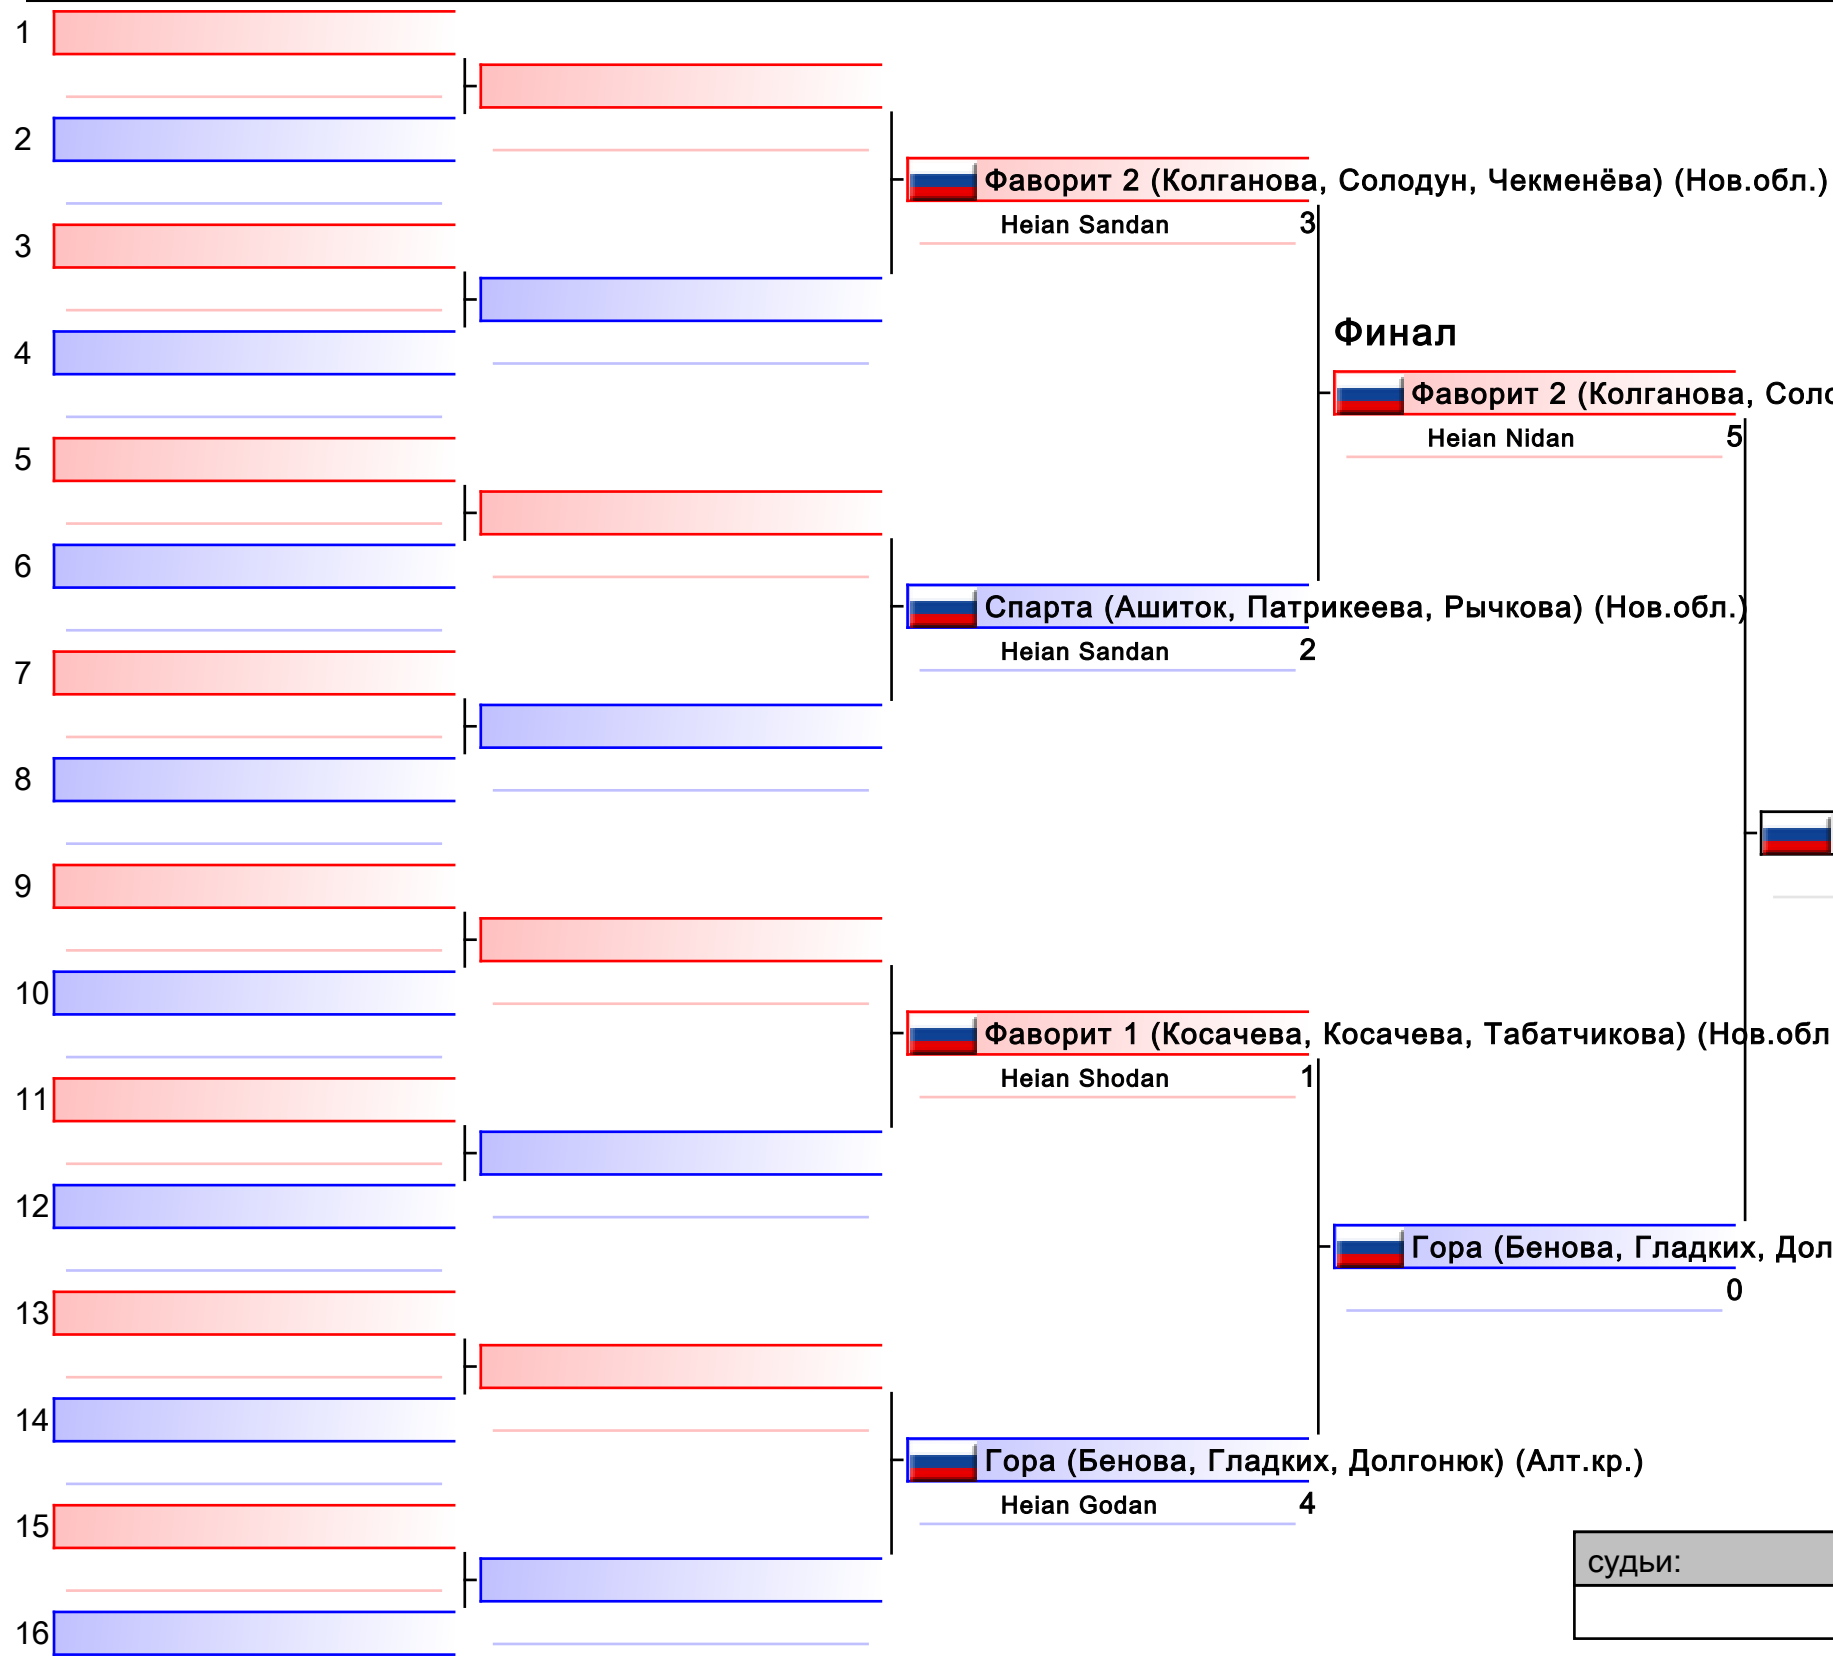 1
2
Фаворит 2 (Колганова, Солодун, Чекменёва) (Нов.обл.)
Heian Sandan 3
3
Финал
4
Фаворит 2 (Колганова,
Heian Nidan 5
5
6
Спарта (Ашиток, Патрикеева, Рычкова) (Нов.обл.)
Heian Sandan 2
7
8
9
10
Фаворит 1 (Косачева, Косачева, Табатчикова) (Нов.обл
Heian Shodan 1
11
12
Гора (Бенова, Гладких,
0
13
14
Гора (Бенова, Гладких, Долгонюк) (Алт.кр.)
Heian Godan 4
15
судьи:
16